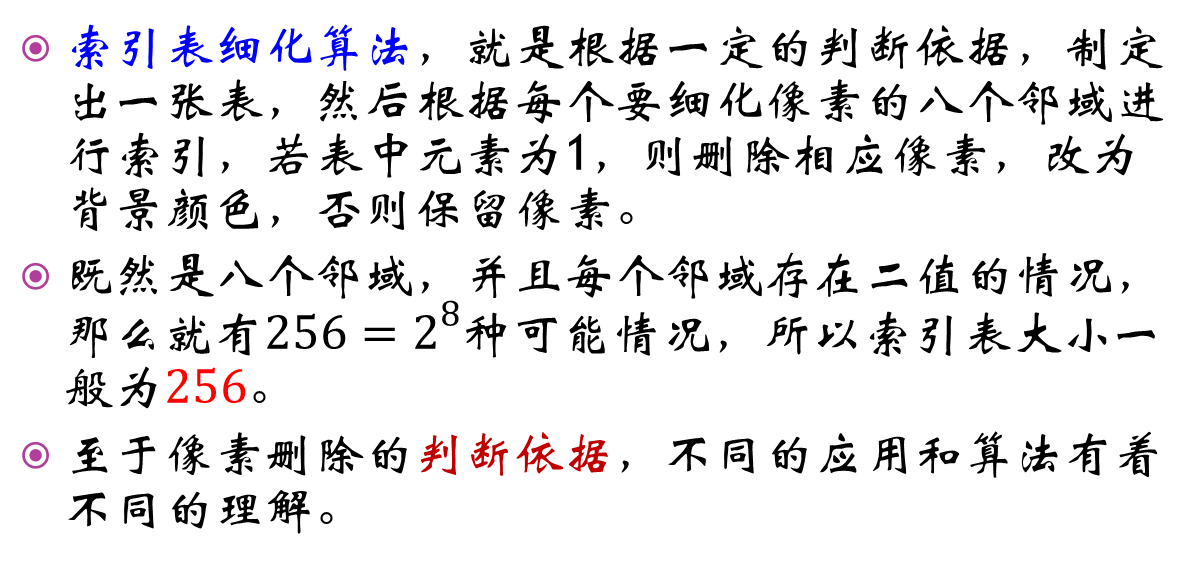 索引表细化算法，就是根据一定的判断依据，制定
出一张表，然后根据每个要细化像素的八个邻域进
行索引，若表中元素为1，则删除相应像素，改为
背景颜色，否则保留像素。
既然是八个邻域，并且每个邻域存在二值的情况，
那么就有256 = 2⁸种可能情况，所以索引表大小一
般为256。
至于像素删除的判断依据，不同的应用和算法有着
不同的理解。